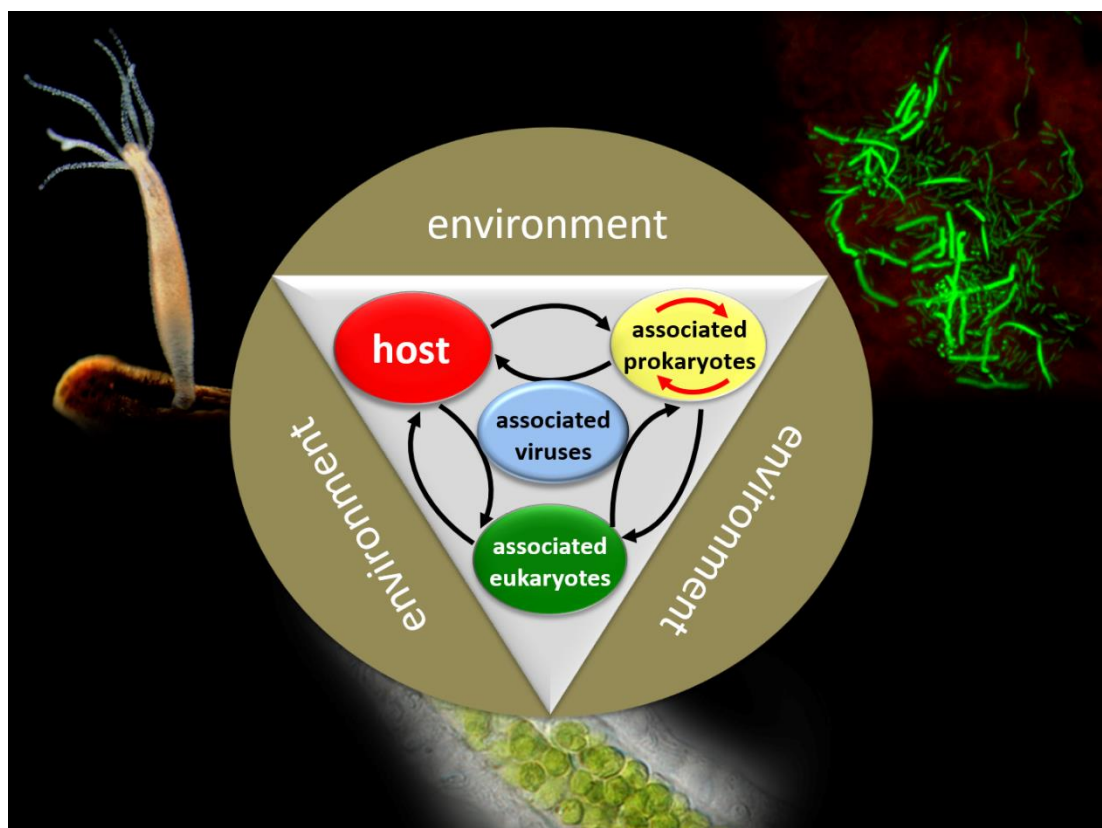 environment
host
associated
prokaryotes
associated
viruses
associated
eukaryotes
environment
environment